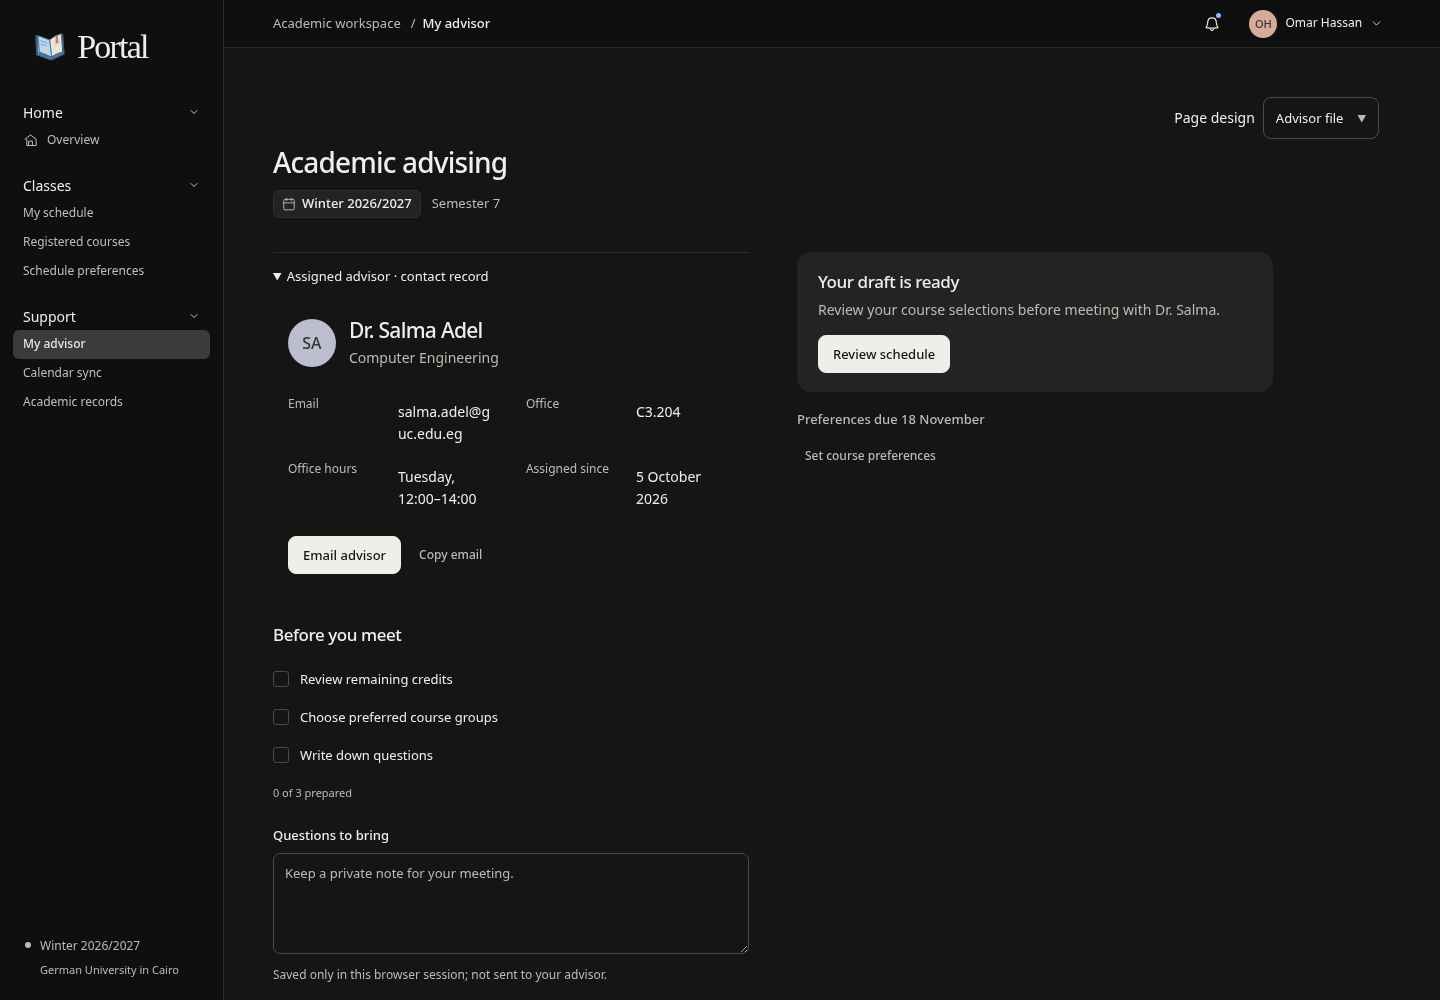 Portal
Home
Overview
Classes
My schedule
Registered courses
Schedule preferences
Support
My advisor
Calendar sync
Academic records
Winter 2026/2027
German University in Cairo
Academic workspace / My advisor
OH Omar Hassan
Page design Advisor file
Academic advising
Winter 2026/2027 Semester 7
Assigned advisor · contact record
SA
Dr. Salma Adel
Computer Engineering
Email
salma.adel@g
uc.edu.eg
Office
C3.204
Office hours
Tuesday,
12:00–14:00
Assigned since
5 October
2026
Email advisor Copy email
Before you meet
Review remaining credits
Choose preferred course groups
Write down questions
0 of 3 prepared
Questions to bring
Keep a private note for your meeting.
Saved only in this browser session; not sent to your advisor.
Your draft is ready
Review your course selections before meeting with Dr. Salma.
Review schedule
Preferences due 18 November
Set course preferences